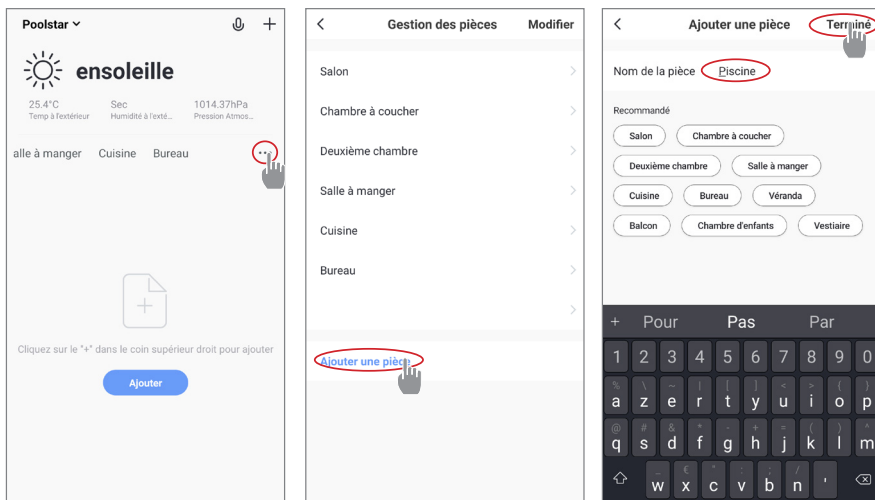 Poolstar
ensoleille
25.4°C
Temp à l'extérieur
Sec
Humidité à l'exté...
1014.37hPa
Pression Atmos...
alle à manger Cuisine Bureau ...
Cliquez sur le "+" dans le coin supérieur droit pour ajouter
Ajouter
< Gestion des pièces Modifier
Salon
Chambre à coucher
Deuxième chambre
Salle à manger
Cuisine
Bureau
Ajouter une pièce
< Ajouter une pièce Terminé
Nom de la pièce Piscine
Recommandé
Salon Chambre à coucher
Deuxième chambre Salle à manger
Cuisine Bureau Véranda
Balcon Chambre d'enfants Vestiaire
+ Pour Pas Par
1 2 3 4 5 6 7 8 9 0
% \ ~ | [ ] < > { }
a z e r t y u i o p
@ # & * - + = ( ) ^
q s d f g h j k l m
_ € " ' : ; /
w x c v b n '